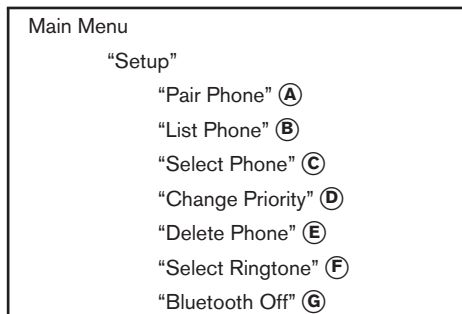 Main Menu
“Setup”
“Pair Phone” Ⓐ
“List Phone” Ⓑ
“Select Phone” Ⓒ
“Change Priority” Ⓓ
“Delete Phone” Ⓔ
“Select Ringtone” Ⓕ
“Bluetooth Off” Ⓖ